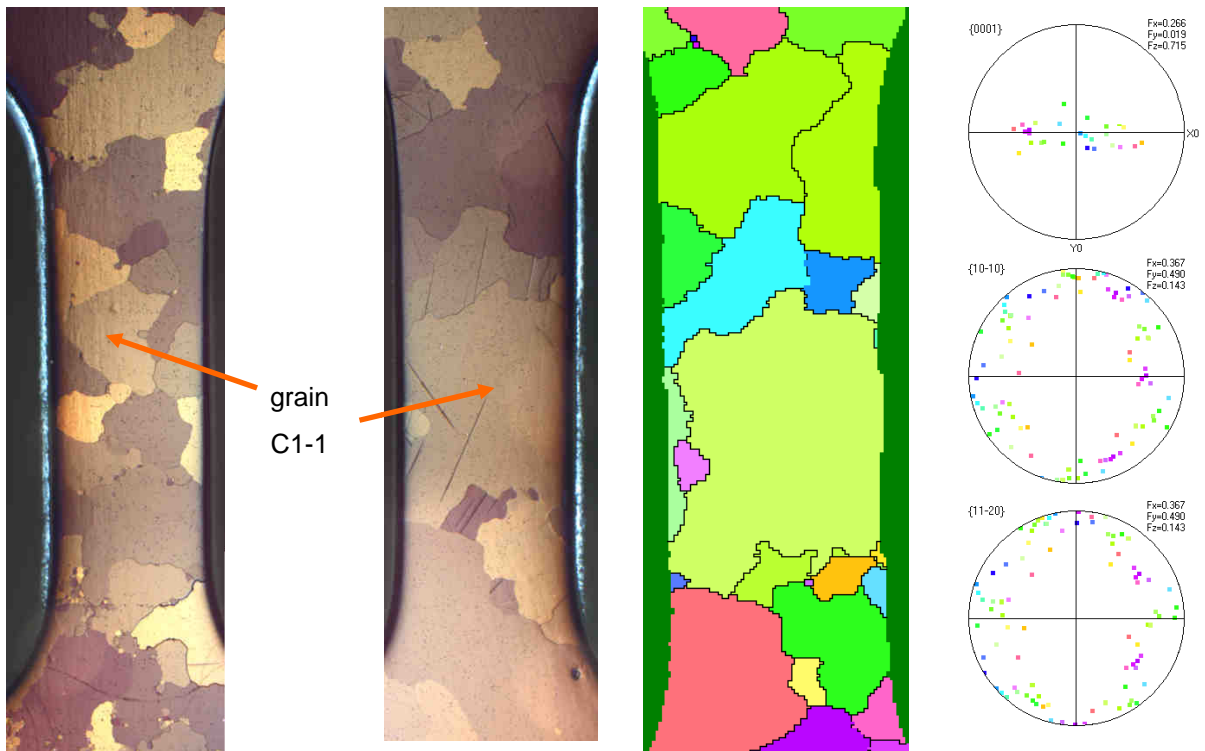 grain
C1-1
{0001}
Fx=0.266
Fy=0.019
Fz=0.715
X0
Y0
{10-10}
Fx=0.367
Fy=0.490
Fz=0.143
{11-20}
Fx=0.367
Fy=0.490
Fz=0.143